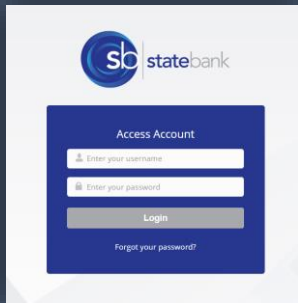 sb statebank
Access Account
Enter your username
Enter your password
Login
Forgot your password?